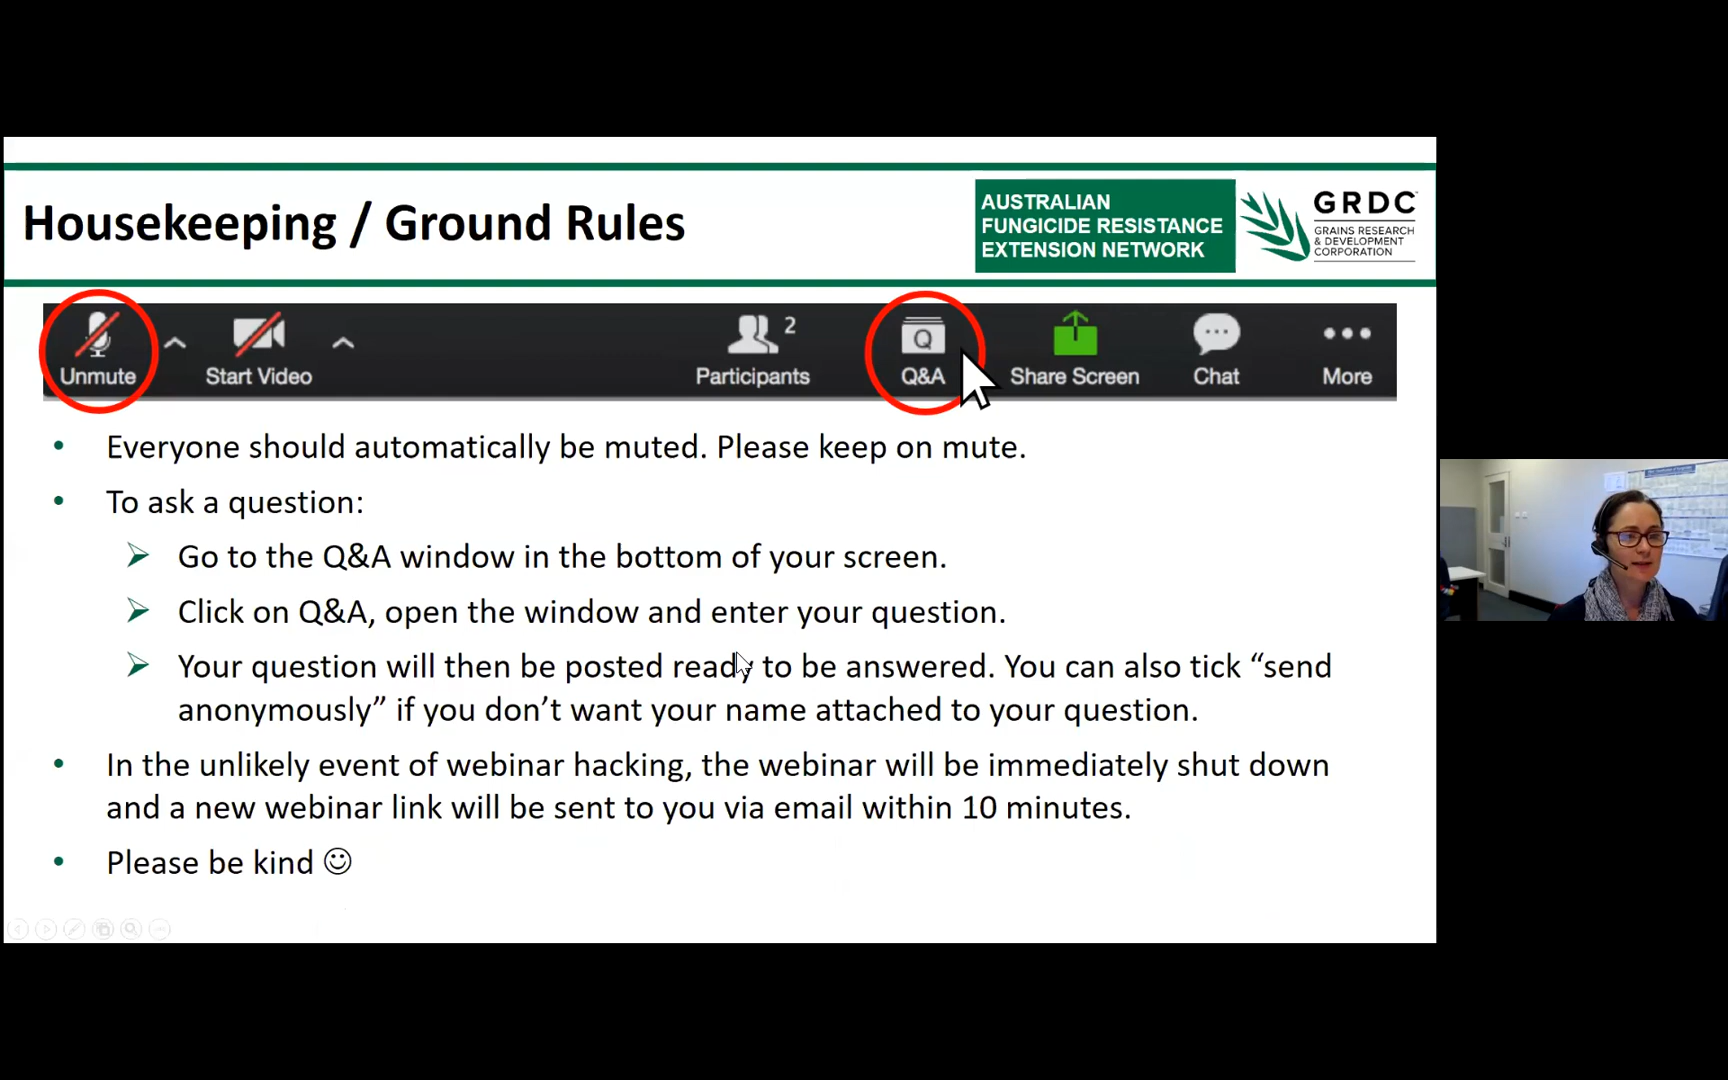 Housekeeping / Ground Rules
AUSTRALIAN
FUNGICIDE RESISTANCE
EXTENSION NETWORK
GRDC
GRAINS RESEARCH
& DEVELOPMENT
CORPORATION
Unmute
Start Video
2
Participants
Q
Q&A
Share Screen
Chat
More
• Everyone should automatically be muted. Please keep on mute.
• To ask a question:
Go to the Q&A window in the bottom of your screen.
Click on Q&A, open the window and enter your question.
Your question will then be posted ready to be answered. You can also tick “send
anonymously” if you don’t want your name attached to your question.
• In the unlikely event of webinar hacking, the webinar will be immediately shut down
and a new webinar link will be sent to you via email within 10 minutes.
• Please be kind ☺